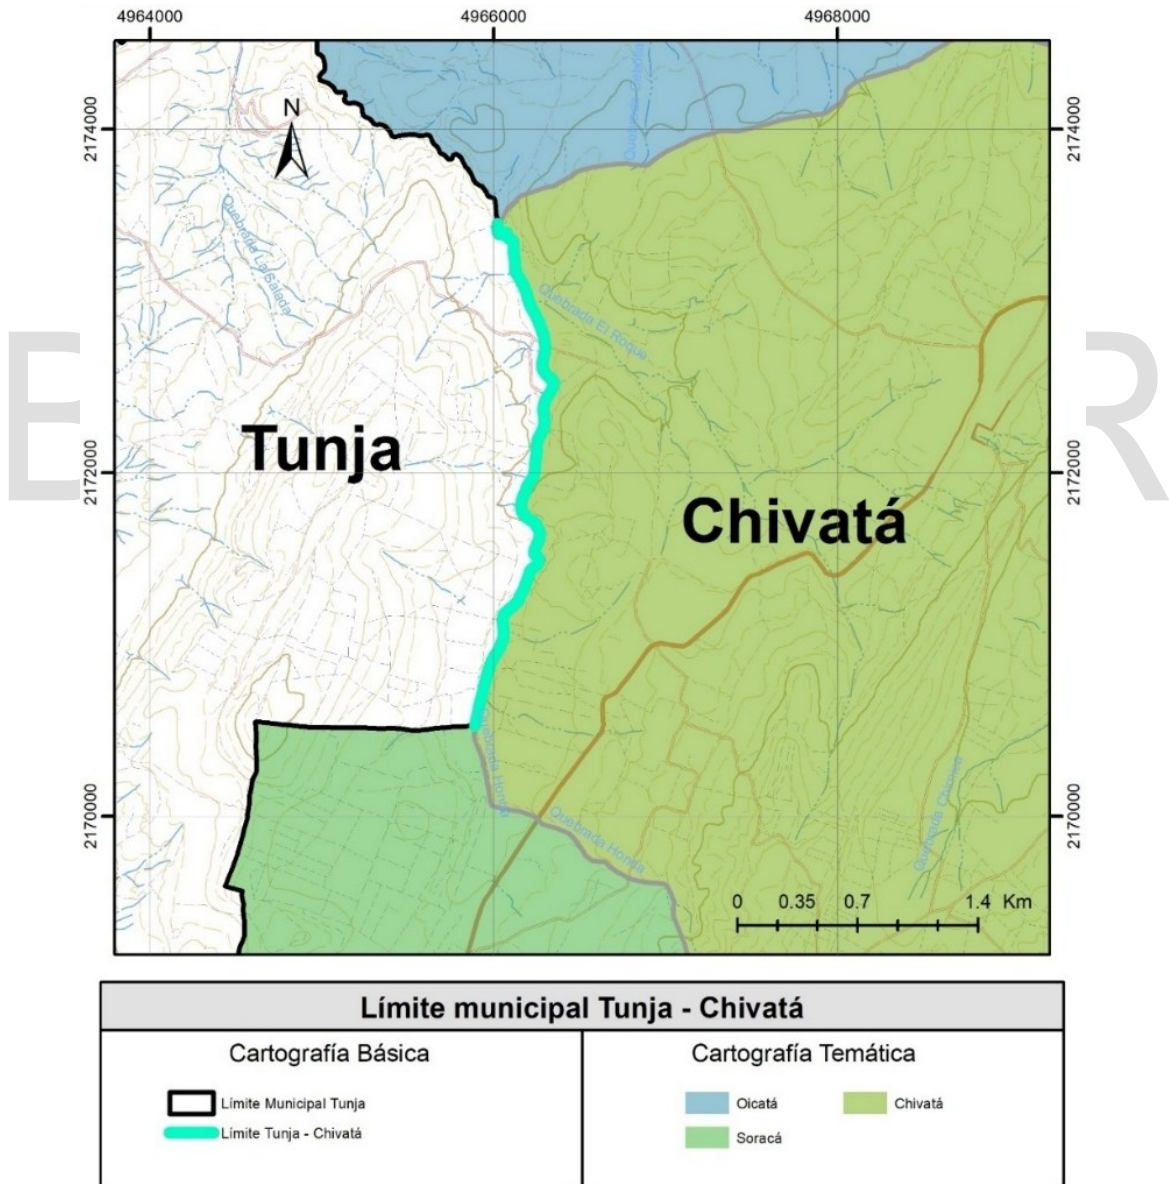 4964000 4966000 4968000
2174000 2174000
N
Quebrada La Salada
Quebrada El Roque
E R
Tunja
2172000 2172000
Chivatá
Quebrada Honda
2170000 2170000
Quebrada Honda
0 0.35 0.7 1.4 Km
Límite municipal Tunja - Chivatá
Cartografía Básica
Límite Municipal Tunja
Límite Tunja - Chivatá
Cartografía Temática
Oicatá Chivatá
Soracá